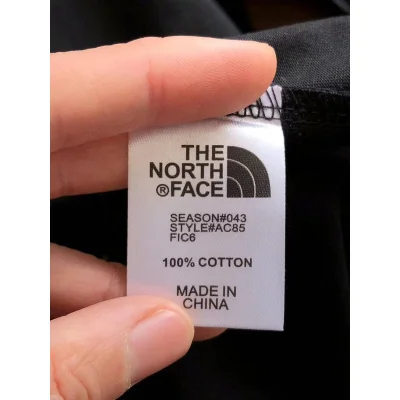 THE
NORTH
®FACE
SEASON#043
STYLE#AC85
FIC6
100% COTTON
MADE IN
CHINA